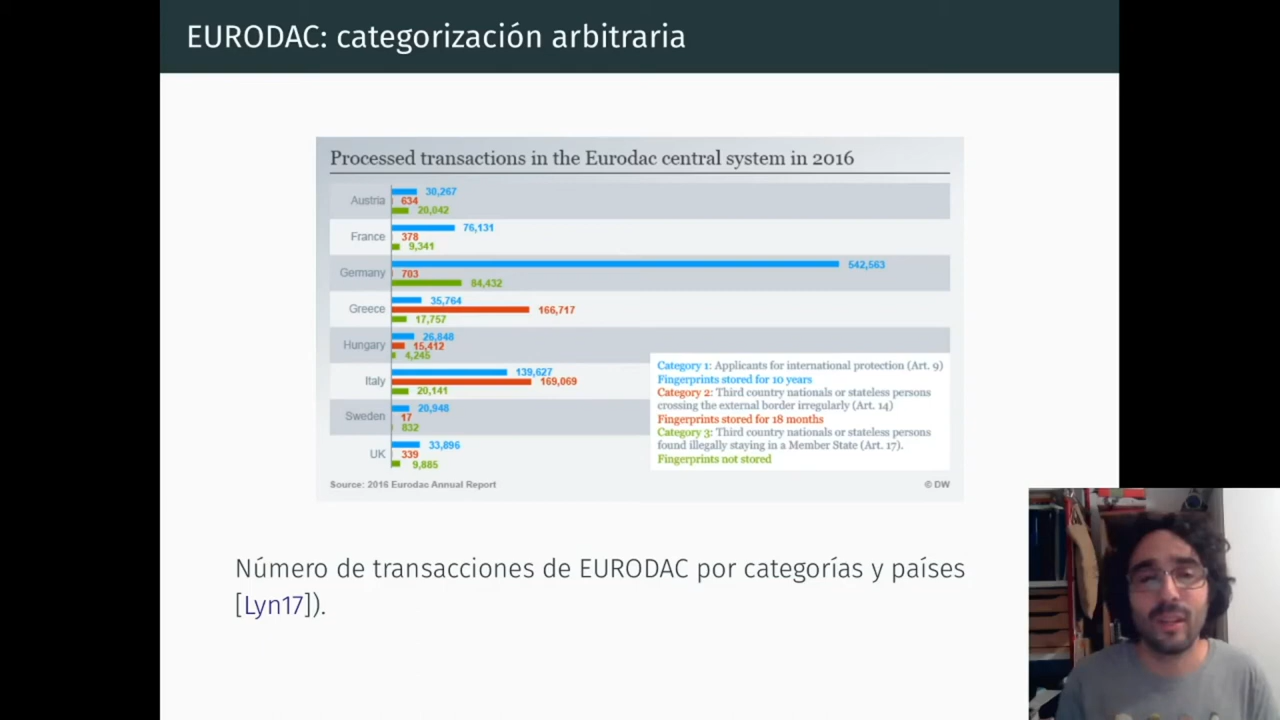 EURODAC: categorización arbitraria
Processed transactions in the Eurodac central system in 2016
30,267
Austria 634
20,042
76,131
France 378
9,341
542,563
Germany 703
84,432
35,764
Greece 166,717
17,757
26,848
Hungary 15,412
4,245
139,627
Italy 169,069
20,141
20,948
Sweden 17
832
33,896
UK 339
9,885
Category 1: Applicants for international protection (Art. 9)
Fingerprints stored for 10 years
Category 2: Third country nationals or stateless persons
crossing the external border irregularly (Art. 14)
Fingerprints stored for 18 months
Category 3: Third country nationals or stateless persons
found illegally staying in a Member State (Art. 17).
Fingerprints not stored
Source: 2016 Eurodac Annual Report © DW
Número de transacciones de EURODAC por categorías y países
[Lyn17]).